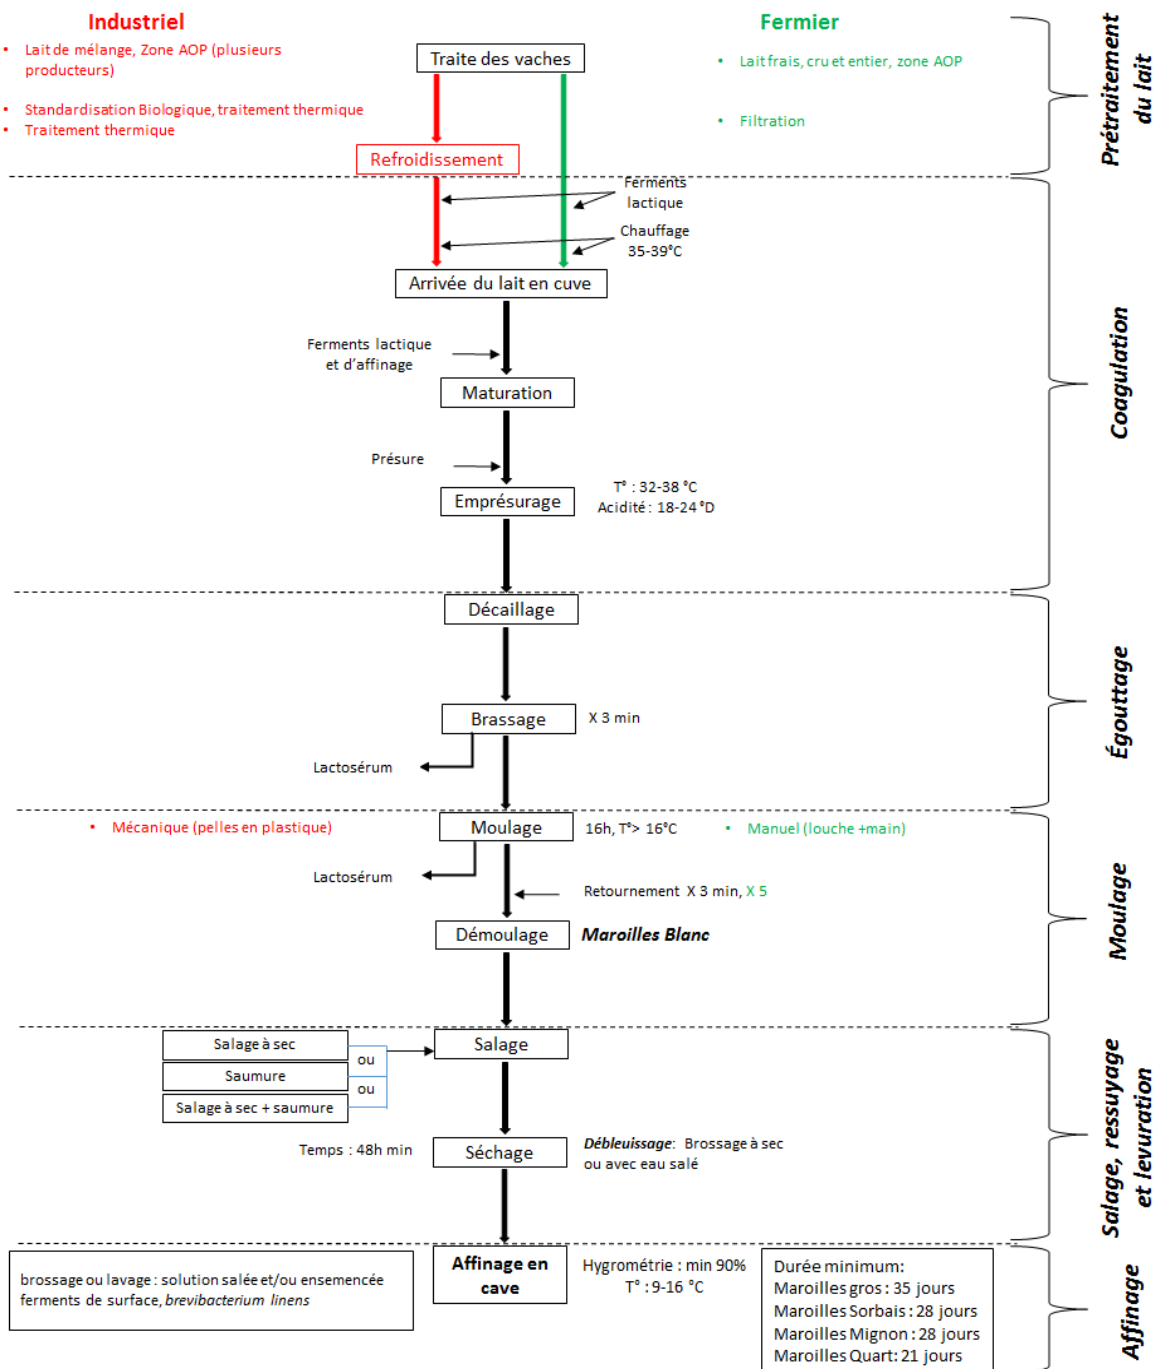 Industriel
Fermier
• Lait de mélange, Zone AOP (plusieurs
producteurs)
• Standardisation Biologique, traitement thermique
• Traitement thermique
Traite des vaches
• Lait frais, cru et entier, zone AOP
• Filtration
Prétraitement
du lait
Refroidissement
Ferments
lactique
Chauffage
35-39°C
Arrivée du lait en cuve
Ferments lactique
et d’affinage
Maturation
Présure
Emprésurage
T° : 32-38 °C
Acidité : 18-24 °D
Coagulation
Décaillage
Brassage
X 3 min
Lactosérum
Égouttage
• Mécanique (pelles en plastique)
Moulage
16h, T°> 16°C
• Manuel (louche +main)
Lactosérum
Retournement X 3 min, X 5
Démoulage
Maroilles Blanc
Moulage
Salage à sec
ou
Saumure
ou
Salage à sec + saumure
Salage
Temps : 48h min
Séchage
Débleuissage: Brossage à sec
ou avec eau salé
Salage, ressuyage
et levuration
brossage ou lavage : solution salée et/ou ensemencée
ferments de surface, brevibacterium linens
Affinage en
cave
Hygrométrie : min 90%
T° : 9-16 °C
Durée minimum:
Maroilles gros : 35 jours
Maroilles Sorbais : 28 jours
Maroilles Mignon : 28 jours
Maroilles Quart: 21 jours
Affinage